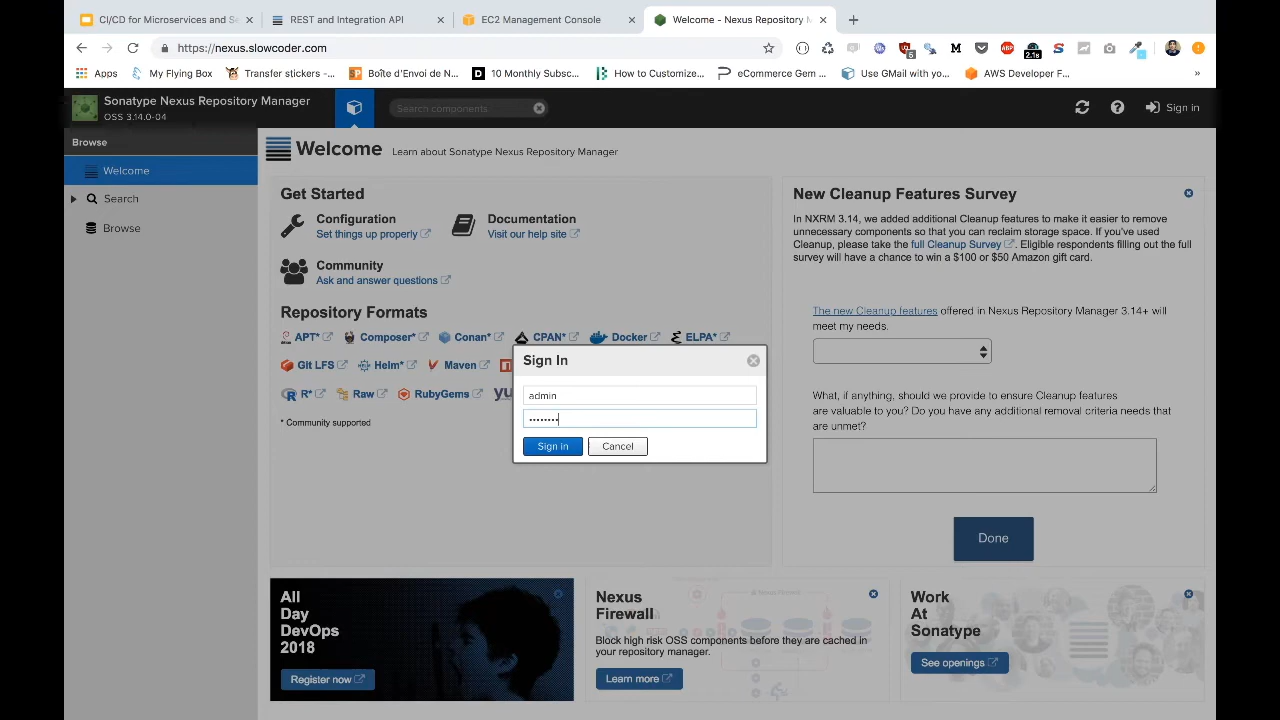 CI/CD for Microservices and Se
REST and Integration API
EC2 Management Console
Welcome - Nexus Repository M
https://nexus.slowcoder.com
5
2.1s
Apps
My Flying Box
Transfer stickers -...
Boîte d'Envoi de N...
10 Monthly Subsc...
How to Customize...
eCommerce Gem ...
Use GMail with yo...
AWS Developer F...
»
Sonatype Nexus Repository Manager
OSS 3.14.0-04
Search components
Sign in
Browse
Welcome
Search
Browse
Welcome Learn about Sonatype Nexus Repository Manager
Get Started
Configuration
Set things up properly
Documentation
Visit our help site
Community
Ask and answer questions
Repository Formats
APT* Composer* Conan* CPAN* Docker ELPA*
Git LFS Helm* Maven
R* Raw RubyGems yu
* Community supported
Sign In
admin
••••••••
Sign in
Cancel
New Cleanup Features Survey
In NXRM 3.14, we added additional Cleanup features to make it easier to remove
unnecessary components so that you can reclaim storage space. If you've used
Cleanup, please take the full Cleanup Survey. Eligible respondents filling out the full
survey will have a chance to win a $100 or $50 Amazon gift card.
The new Cleanup features offered in Nexus Repository Manager 3.14+ will
meet my needs.
What, if anything, should we provide to ensure Cleanup features
are valuable to you? Do you have any additional removal criteria needs that
are unmet?
Done
All
Day
DevOps
2018
Register now
Nexus
Firewall
Block high risk OSS components before they are cached in
your repository manager.
Learn more
Work
At
Sonatype
See openings